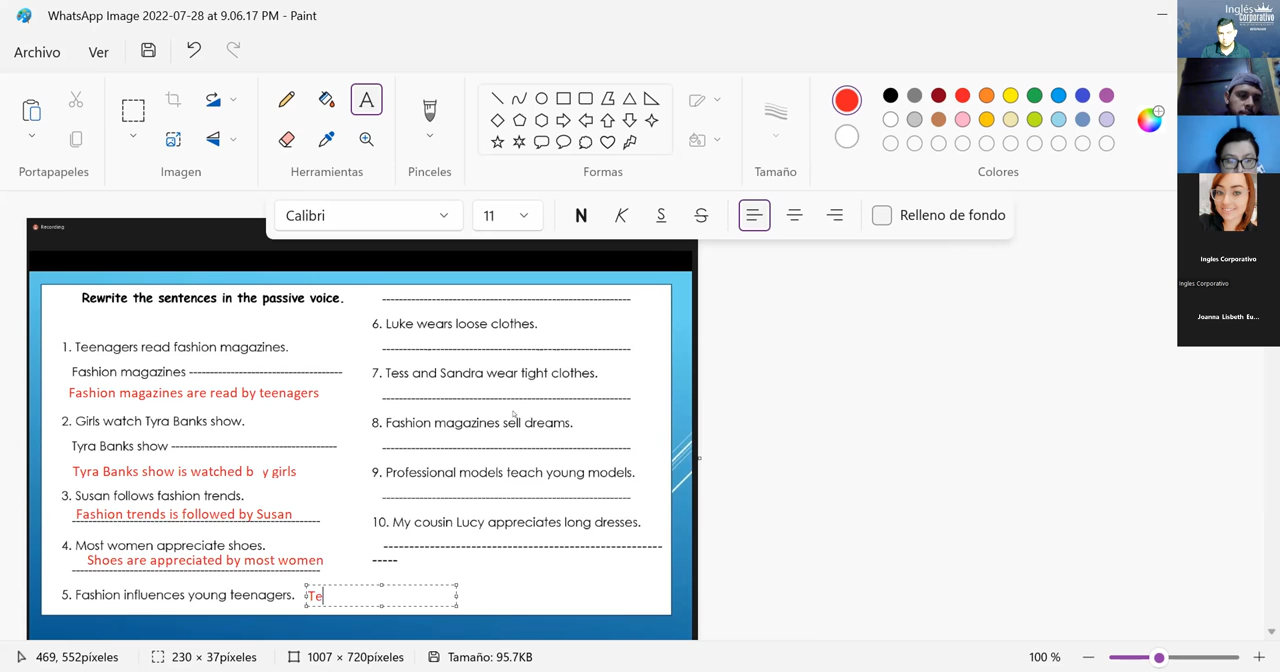 WhatsApp Image 2022-07-28 at 9.06.17 PM - Paint
Archivo Ver
Portapapeles Imagen Herramientas Pinceles Formas Tamaño Colores
Calibri 11 N K S S Relleno de fondo
Recording
Rewrite the sentences in the passive voice.
1. Teenagers read fashion magazines.
Fashion magazines ------------------------------------
Fashion magazines are read by teenagers
2. Girls watch Tyra Banks show.
Tyra Banks show ---------------------------------------
Tyra Banks show is watched b y girls
3. Susan follows fashion trends.
Fashion trends is followed by Susan
4. Most women appreciate shoes.
Shoes are appreciated by most women
5. Fashion influences young teenagers. Te
6. Luke wears loose clothes.
7. Tess and Sandra wear tight clothes.
8. Fashion magazines sell dreams.
9. Professional models teach young models.
10. My cousin Lucy appreciates long dresses.
Inglés
Corporativo
Ingles Corporativo
Ingles Corporativo
Joanna Lisbeth Eu...
469, 552píxeles 230 × 37píxeles 1007 × 720píxeles Tamaño: 95.7KB 100 %